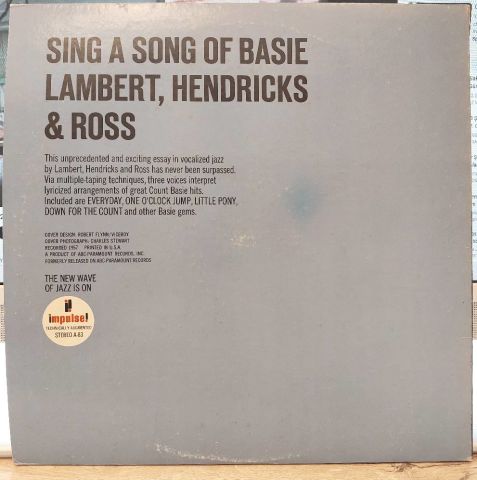 SING A SONG OF BASIE
LAMBERT, HENDRICKS
& ROSS
This unprecedented and exciting essay in vocalized jazz
by Lambert, Hendricks and Ross has never been surpassed.
Via multiple-taping techniques, three voices interpret
lyricized arrangements of great Count Basie hits.
Included are EVERYDAY, ONE O'CLOCK JUMP, LITTLE PONY,
DOWN FOR THE COUNT and other Basie gems.
COVER DESIGN: ROBERT FLYNN/VICEROY
COVER PHOTOGRAPH: CHARLES STEWART
RECORDED 1957 PRINTED IN U.S.A.
A PRODUCT OF ABC-PARAMOUNT RECORDS, INC.
FORMERLY RELEASED ON ABC-PARAMOUNT RECORDS
THE NEW WAVE
OF JAZZ IS ON
impulse!
TECHNICALLY AUGMENTED
STEREO A-83